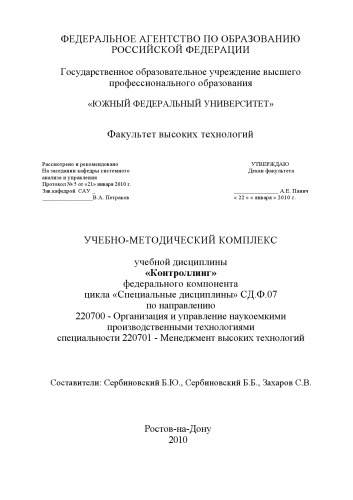 ФЕДЕРАЛЬНОЕ АГЕНТСТВО ПО ОБРАЗОВАНИЮ
РОССИЙСКОЙ ФЕДЕРАЦИИ
Государственное образовательное учреждение высшего
профессионального образования
«ЮЖНЫЙ ФЕДЕРАЛЬНЫЙ УНИВЕРСИТЕТ»
Факультет высоких технологий
Рассмотрено и рекомендовано
На заседании кафедры системного
анализа и управления
Протокол № 5 от «21» января 2010 г.
Зав.кафедрой САУ _
__________________В.А. Петраков
УТВЕРЖДАЮ
Декан факультета
________________ А.Е. Панич
« 22 » « января » 2010 г.
УЧЕБНО-МЕТОДИЧЕСКИЙ КОМПЛЕКС
учебной дисциплины
«Контроллинг»
федерального компонента
цикла «Специальные дисциплины» СД.Ф.07
по направлению
220700 - Организация и управление наукоемкими
производственными технологиями
специальности 220701 - Менеджмент высоких технологий
Составители: Сербиновский Б.Ю., Сербиновский Б.Б., Захаров С.В.
Ростов-на-Дону
2010